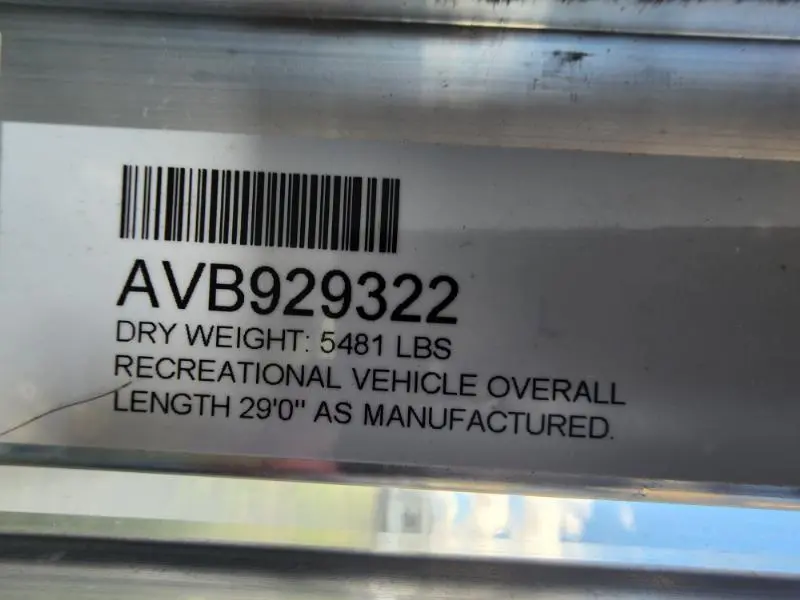 AVB929322
DRY WEIGHT: 5481 LBS
RECREATIONAL VEHICLE OVERALL
LENGTH 29'0" AS MANUFACTURED.